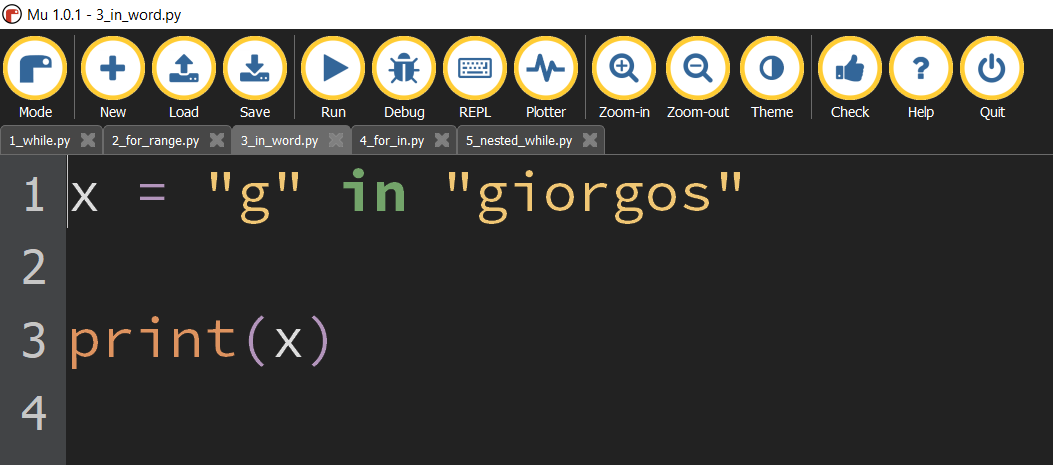 Mu 1.0.1 - 3_in_word.py
Mode New Load Save Run Debug REPL Plotter Zoom-in Zoom-out Theme Check Help Quit
1_while.py 2_for_range.py 3_in_word.py 4_for_in.py 5_nested_while.py
1 x = "g" in "giorgos"
2
3 print(x)
4